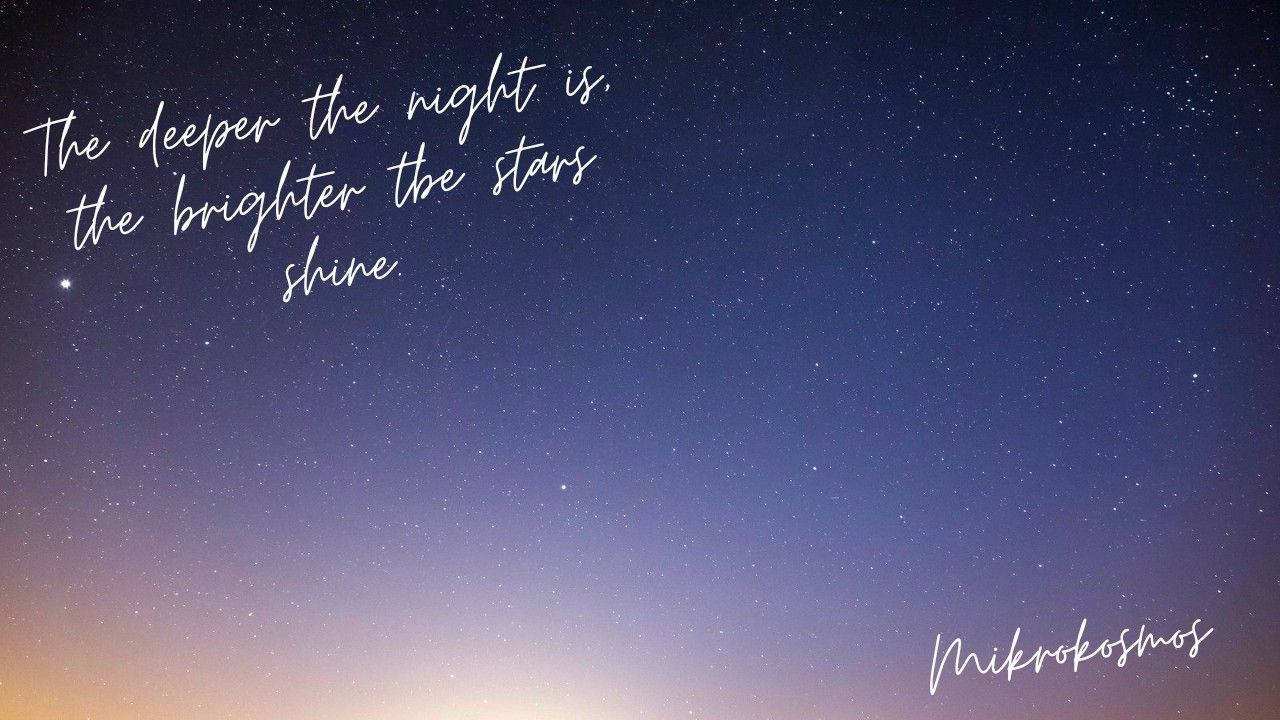 The deeper the night is,
the brighter tbe stars
shine.
Mikrokosmos